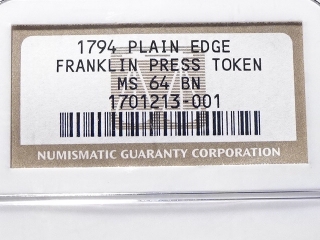 1794 PLAIN EDGE
FRANKLIN PRESS TOKEN
MS 64 BN
1701213-001
NUMISMATIC GUARANTY CORPORATION